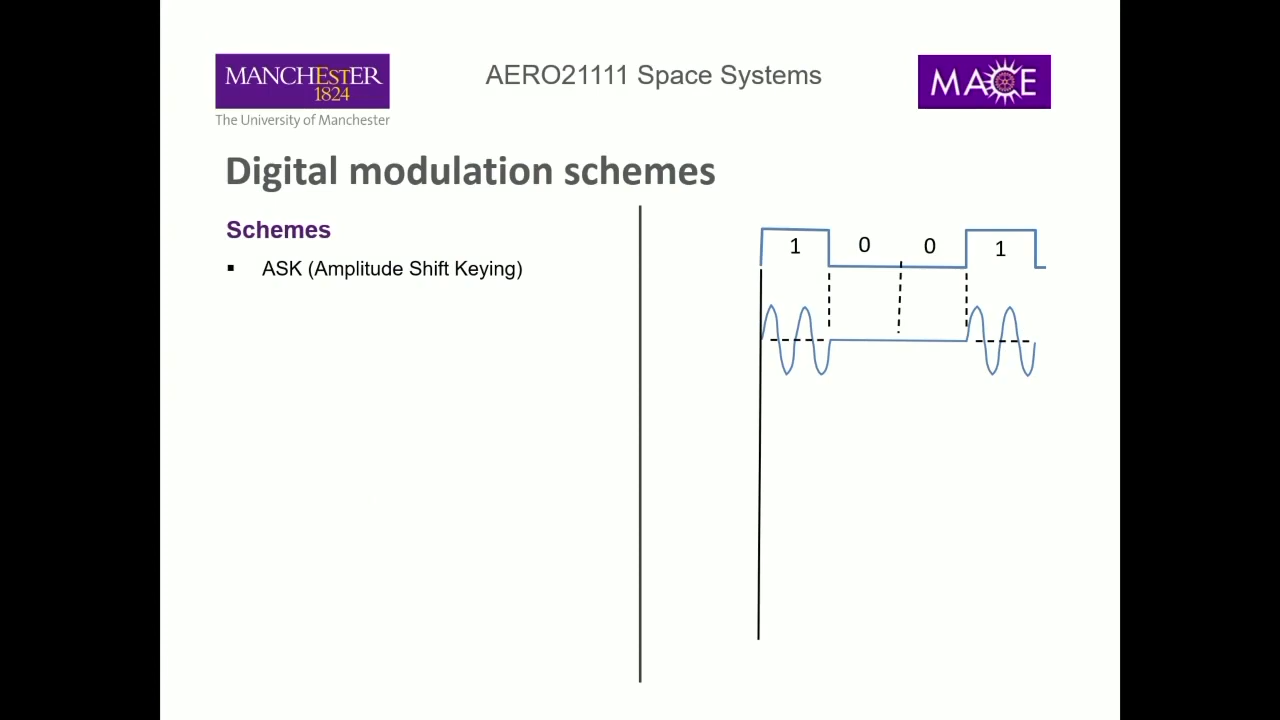 MANCHESTER
1824
The University of Manchester
AERO21111 Space Systems
MACE
Digital modulation schemes
Schemes
▪ ASK (Amplitude Shift Keying)
1 0 0 1